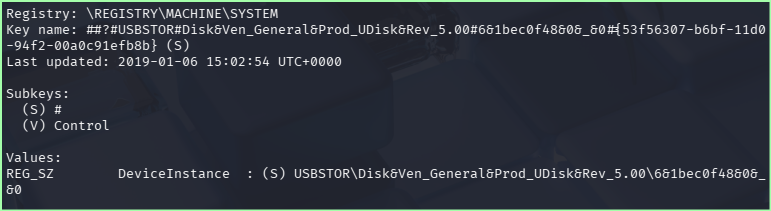 Registry: \REGISTRY\MACHINE\SYSTEM
Key name: ##?#USBSTOR#Disk&Ven_General&Prod_UDisk&Rev_5.00#6&1bec0f48&0&_&0#{53f56307-b6bf-11d0
-94f2-00a0c91efb8b} (S)
Last updated: 2019-01-06 15:02:54 UTC+0000

Subkeys:
  (S) #
  (V) Control

Values:
REG_SZ        DeviceInstance  : (S) USBSTOR\Disk&Ven_General&Prod_UDisk&Rev_5.00\6&1bec0f48&0&_
&0